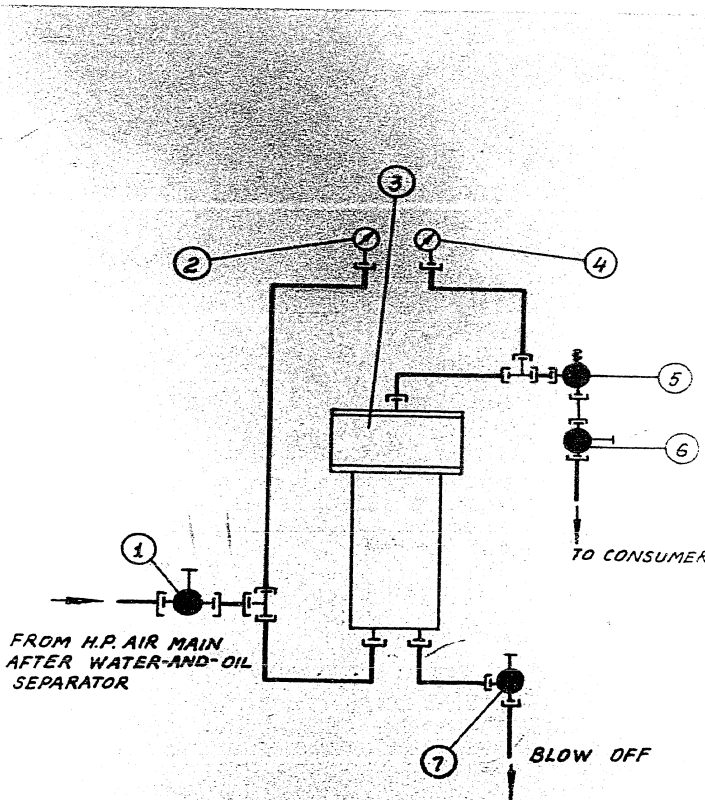 3
2
4
5
6
1
TO CONSUMER
FROM H.P. AIR MAIN
AFTER WATER-AND-OIL
SEPARATOR
7
BLOW OFF